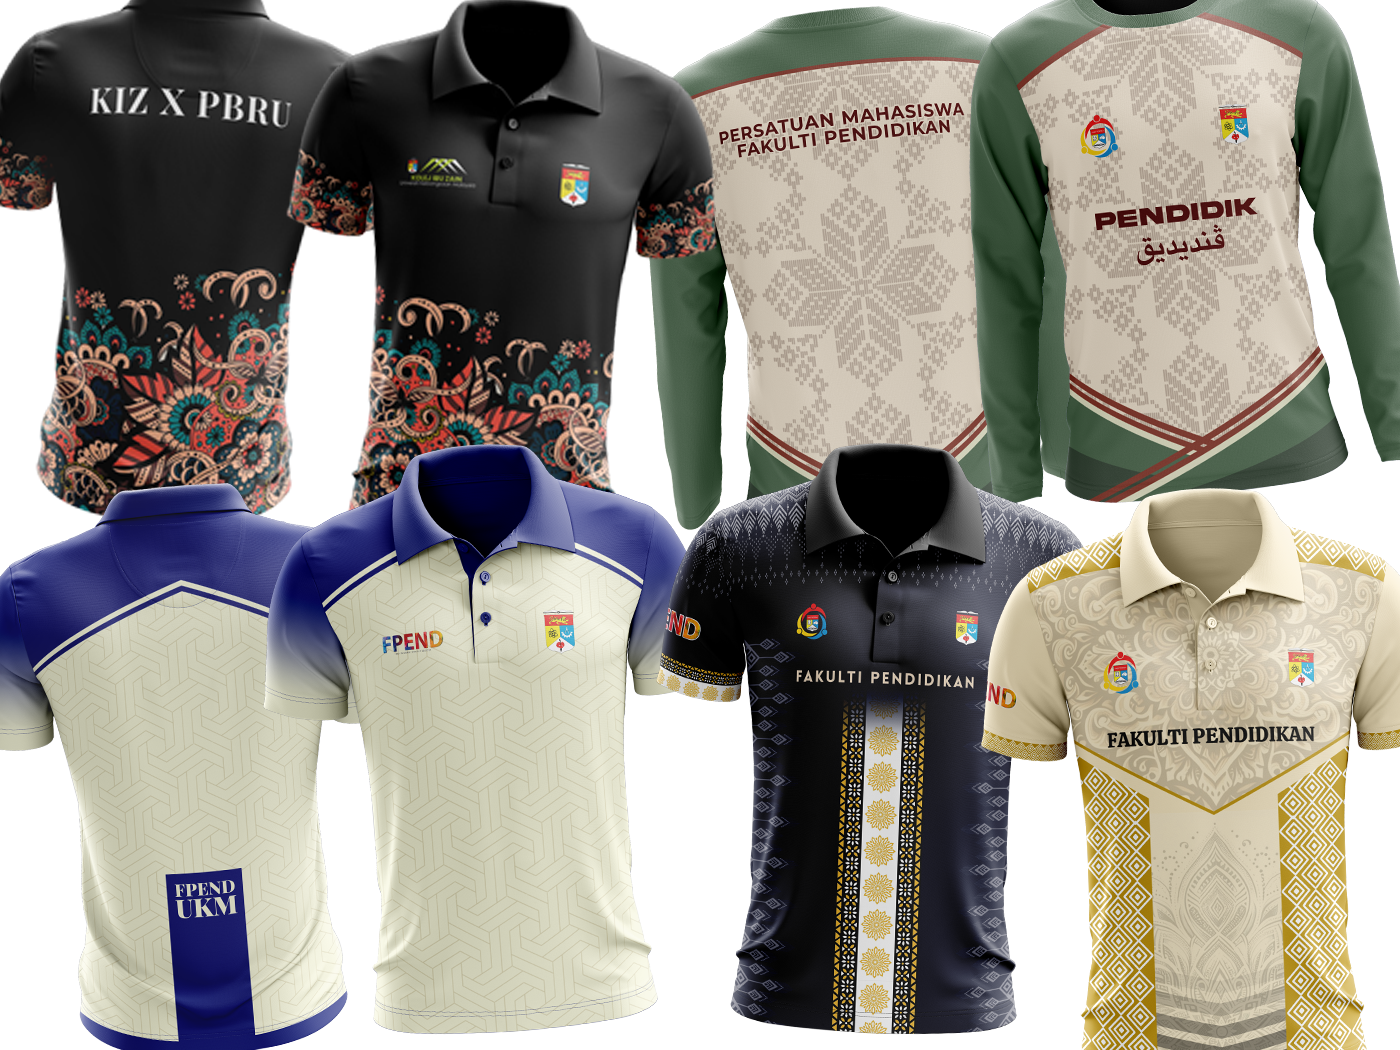 KIZ X PBRU
KOLEJ IBU ZAIN
PERSATUAN MAHASISWA
FAKULTI PENDIDIKAN
PENDIDIK
ڤنديديق
FPEND
FPEND
UKM
END
FAKULTI PENDIDIKAN
ND
FAKULTI PENDIDIKAN